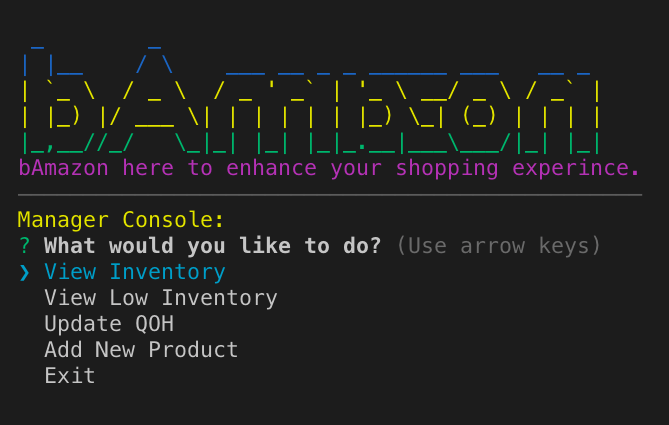 bAmazon
bAmazon here to enhance your shopping experince.
Manager Console:
? What would you like to do? (Use arrow keys)
❯ View Inventory
View Low Inventory
Update QOH
Add New Product
Exit